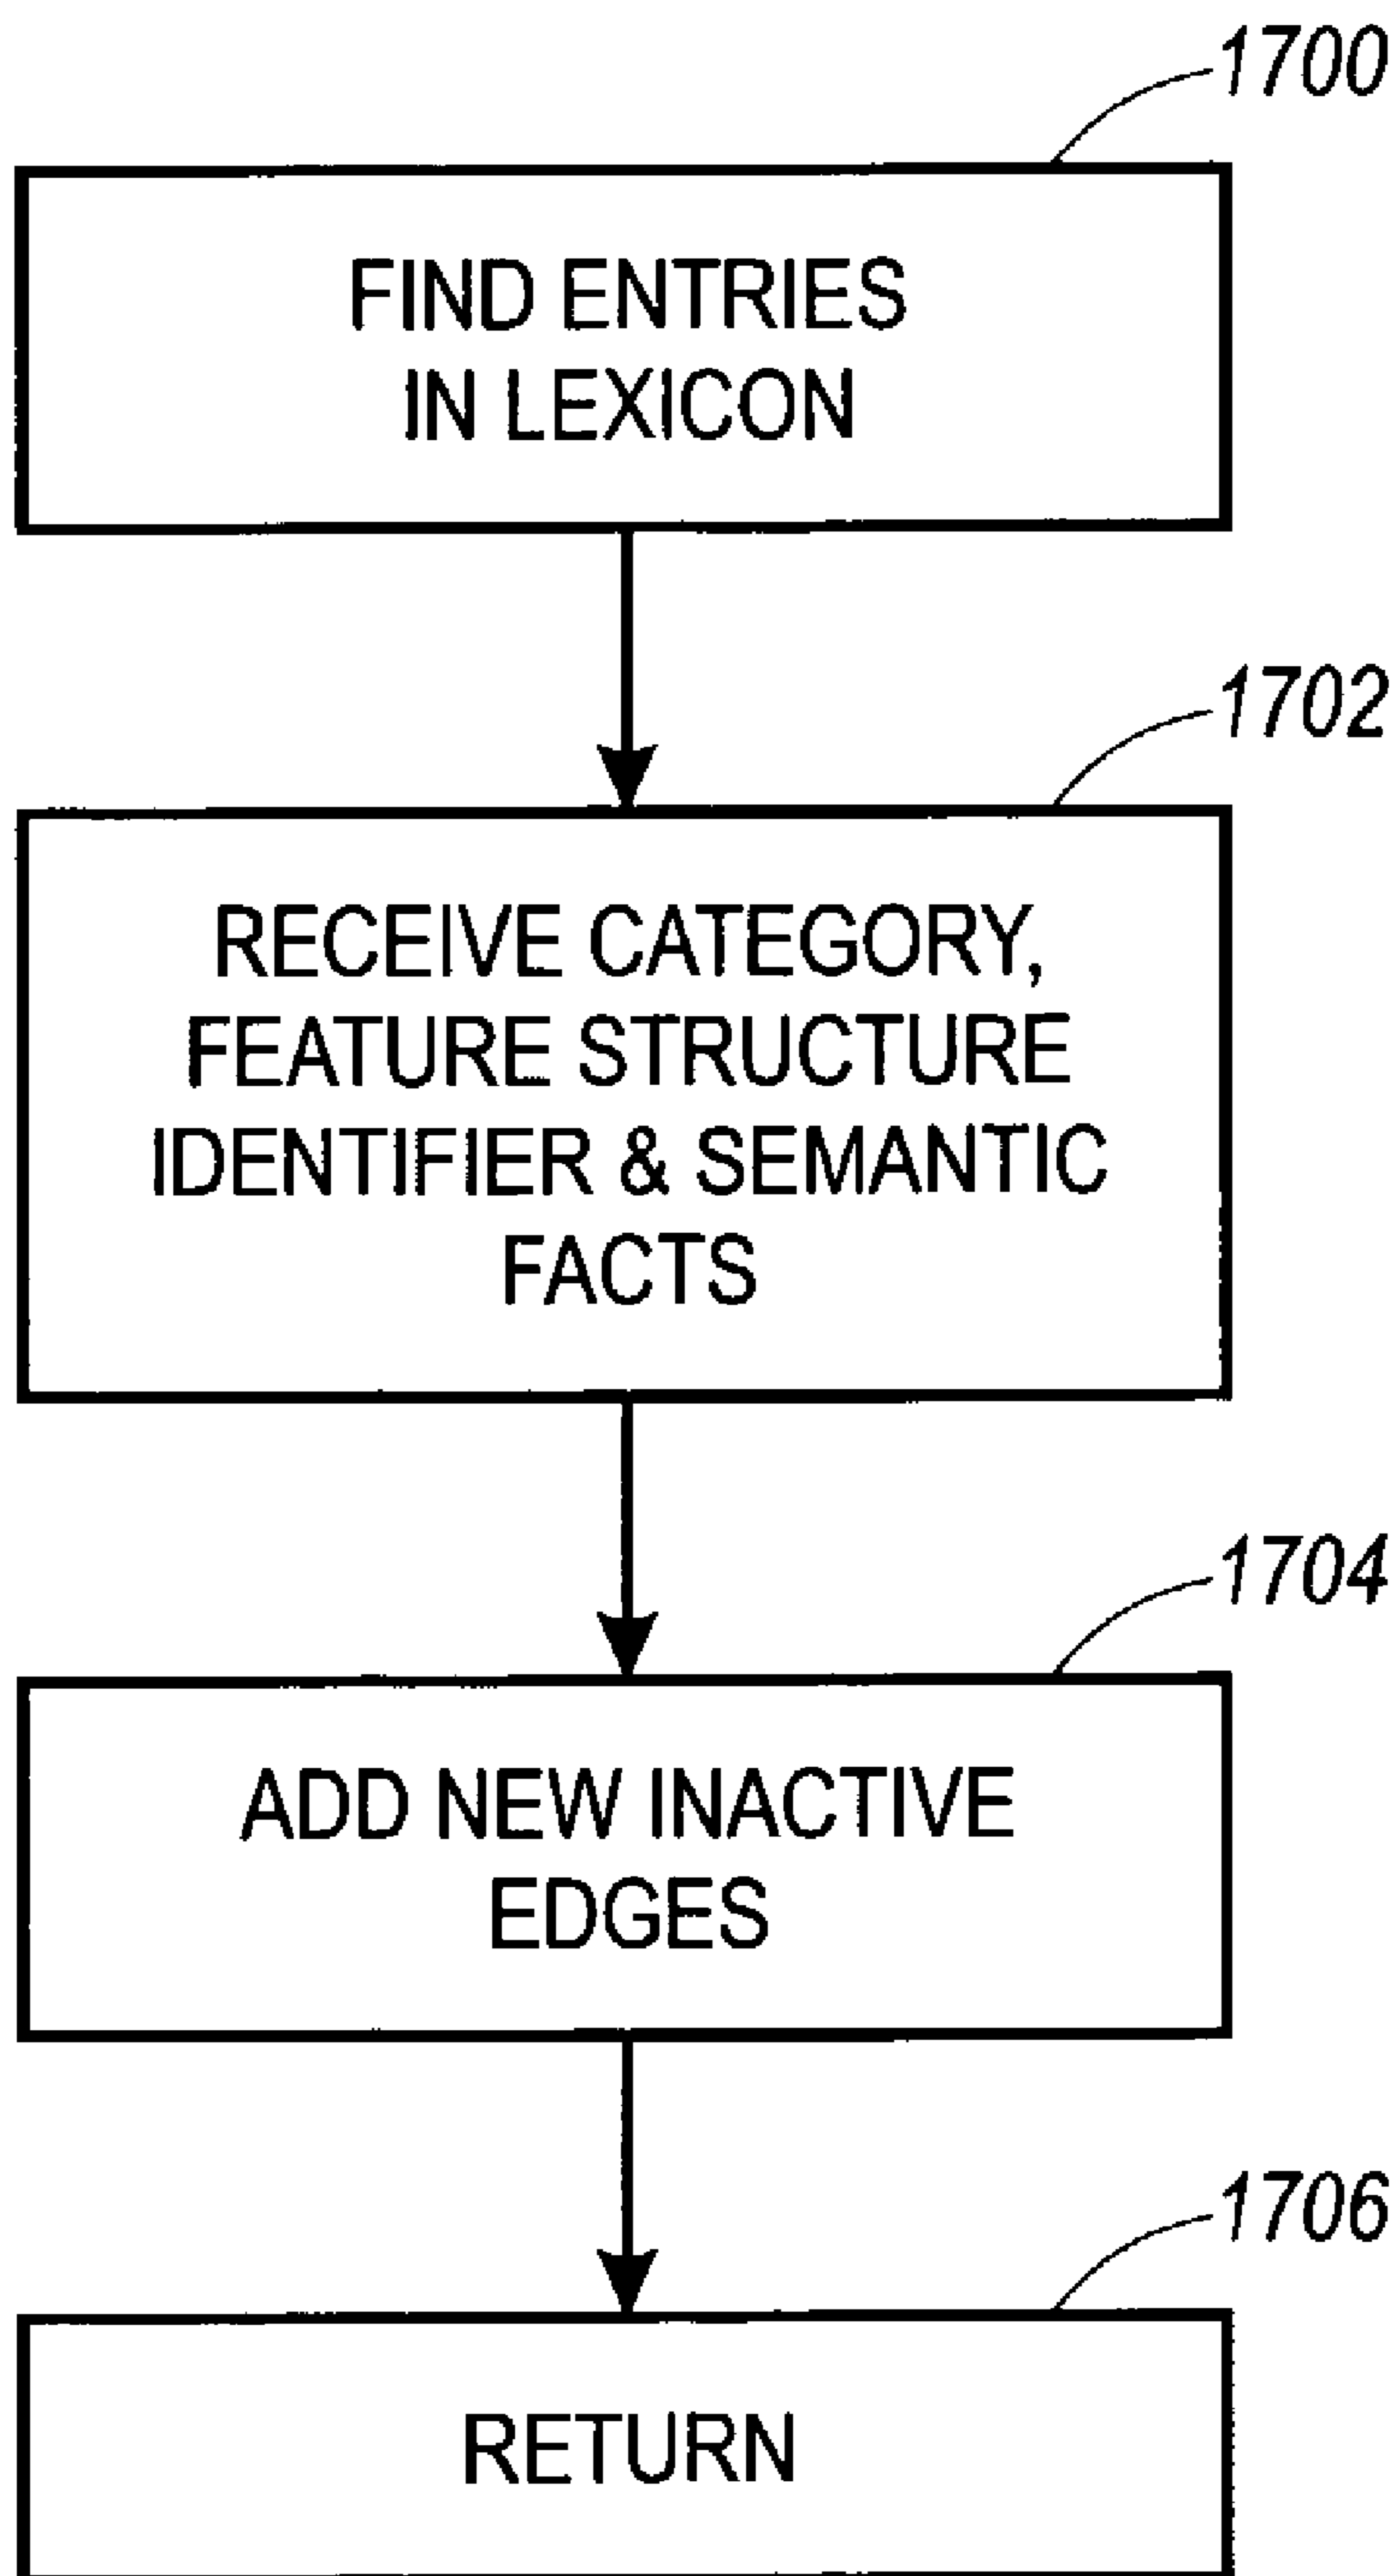 1700
FIND ENTRIES
IN LEXICON
1702
RECEIVE CATEGORY,
FEATURE STRUCTURE
IDENTIFIER & SEMANTIC
FACTS
1704
ADD NEW INACTIVE
EDGES
1706
RETURN